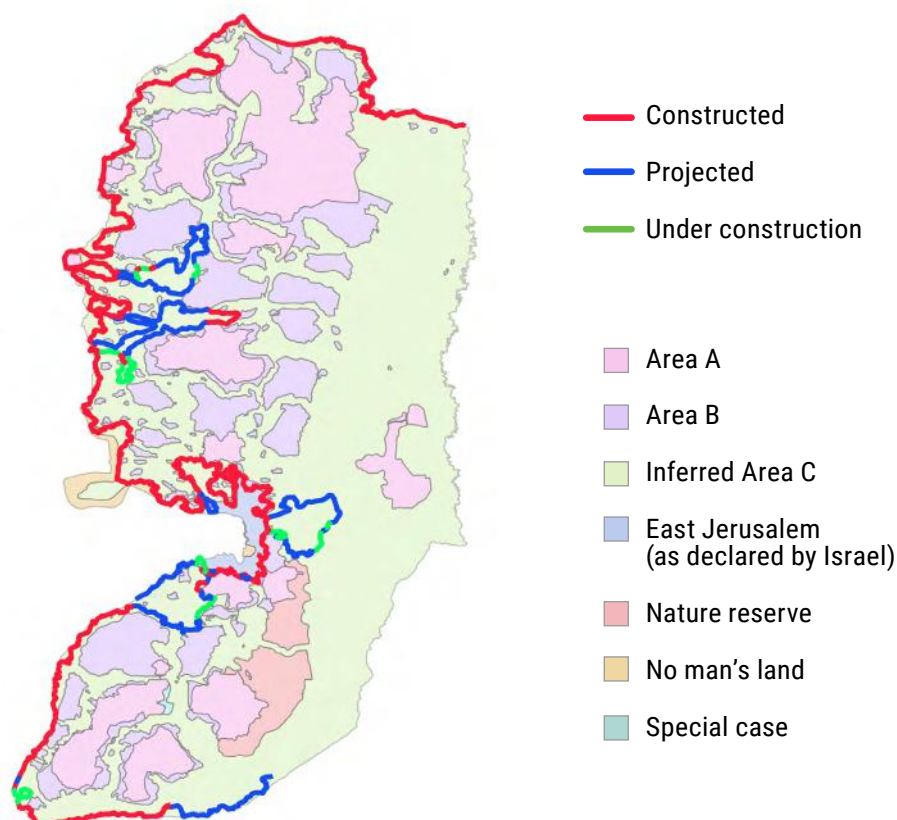 Constructed
Projected
Under construction
Area A
Area B
Inferred Area C
East Jerusalem
(as declared by Israel)
Nature reserve
No man's land
Special case